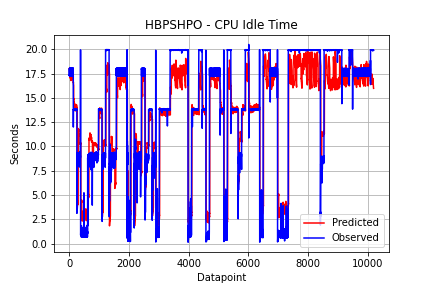 HBPSHPO - CPU Idle Time
20.0
17.5
15.0
12.5
10.0
7.5
5.0
2.5
0.0
Seconds
Predicted
Observed
0 2000 4000 6000 8000 10000
Datapoint